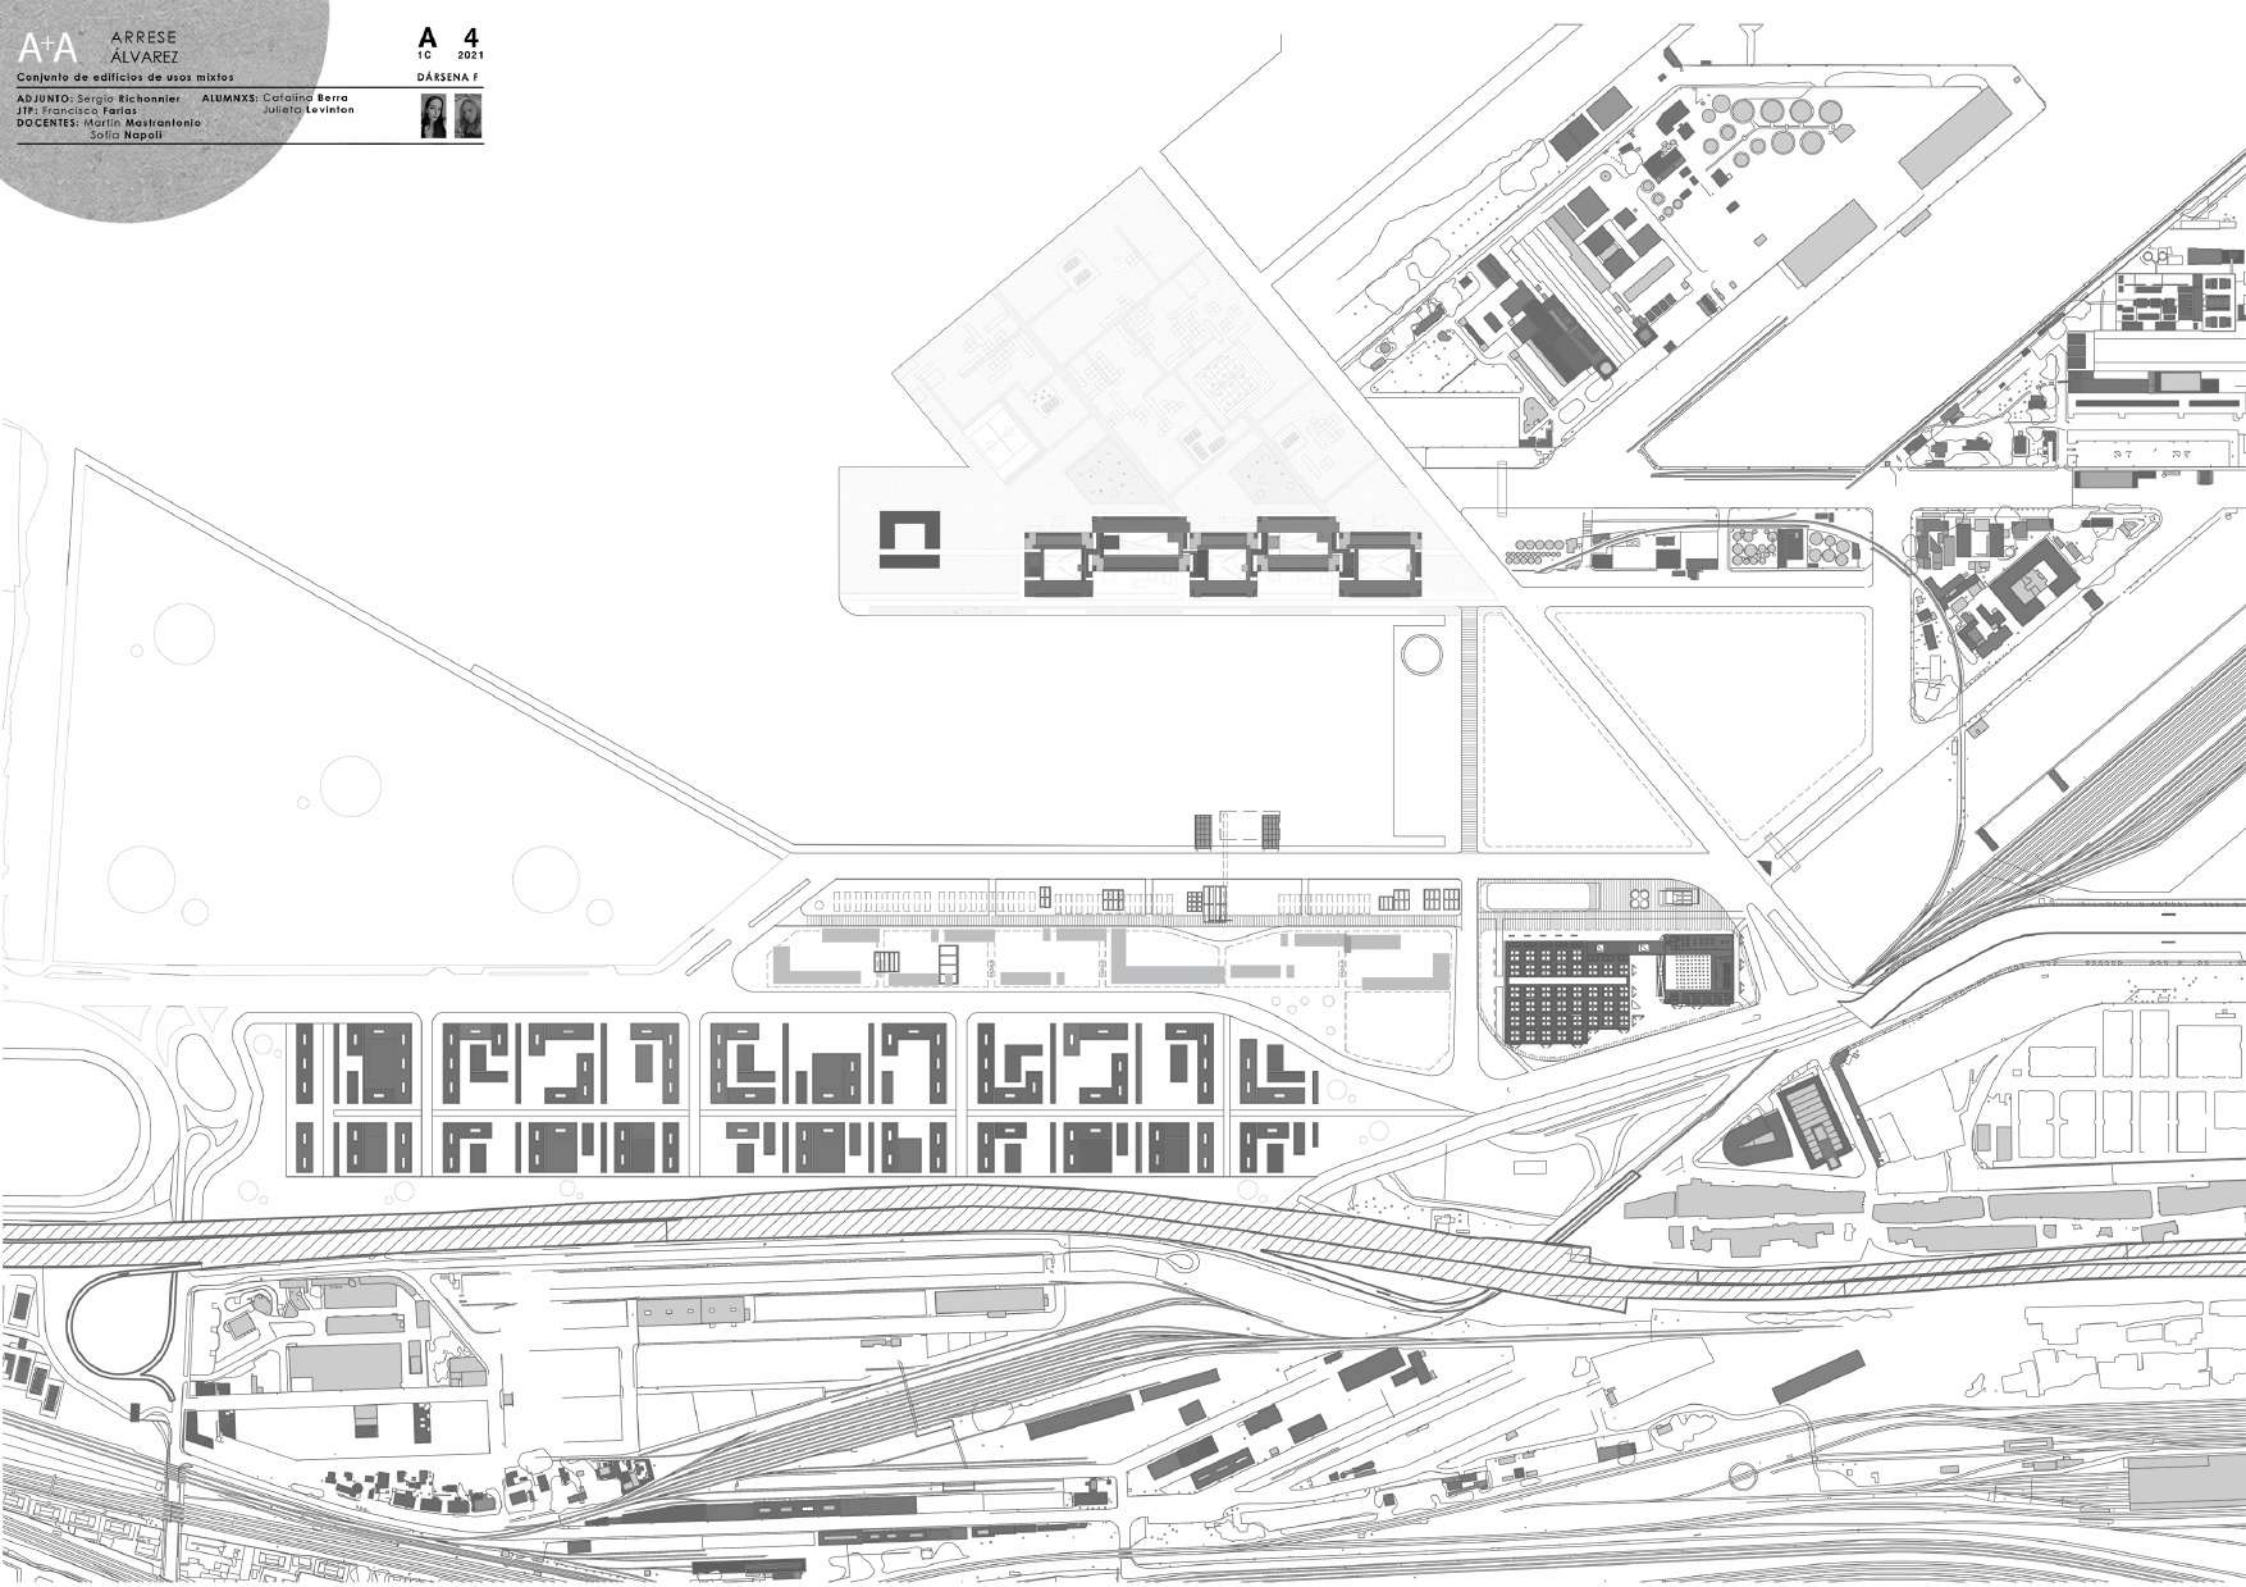 A+A
ARRESE
ÁLVAREZ
Conjunto de edificios de usos mixtos
A 4
1C 2021
DÁRSENA F
ADJUNTO: Sergio Richonnier ALUMNXS: Catalina Berra
JTP: Francisco Farías Julieta Levinton
DOCENTES: Martín Mastrantonio
Sofía Napoli